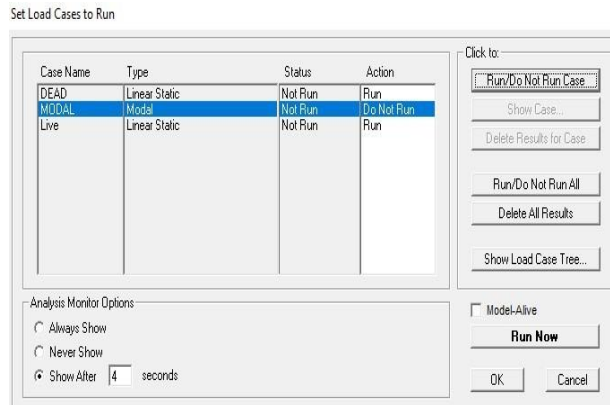 Set Load Cases to Run
Click to:
Case Name Type Status Action
DEAD Linear Static Not Run Run
MODAL Modal Not Run Do Not Run
Live Linear Static Not Run Run
Run/Do Not Run Case
Show Case...
Delete Results for Case
Run/Do Not Run All
Delete All Results
Show Load Case Tree...
Analysis Monitor Options
Always Show
Never Show
Show After 4 seconds
Model-Alive
Run Now
OK Cancel